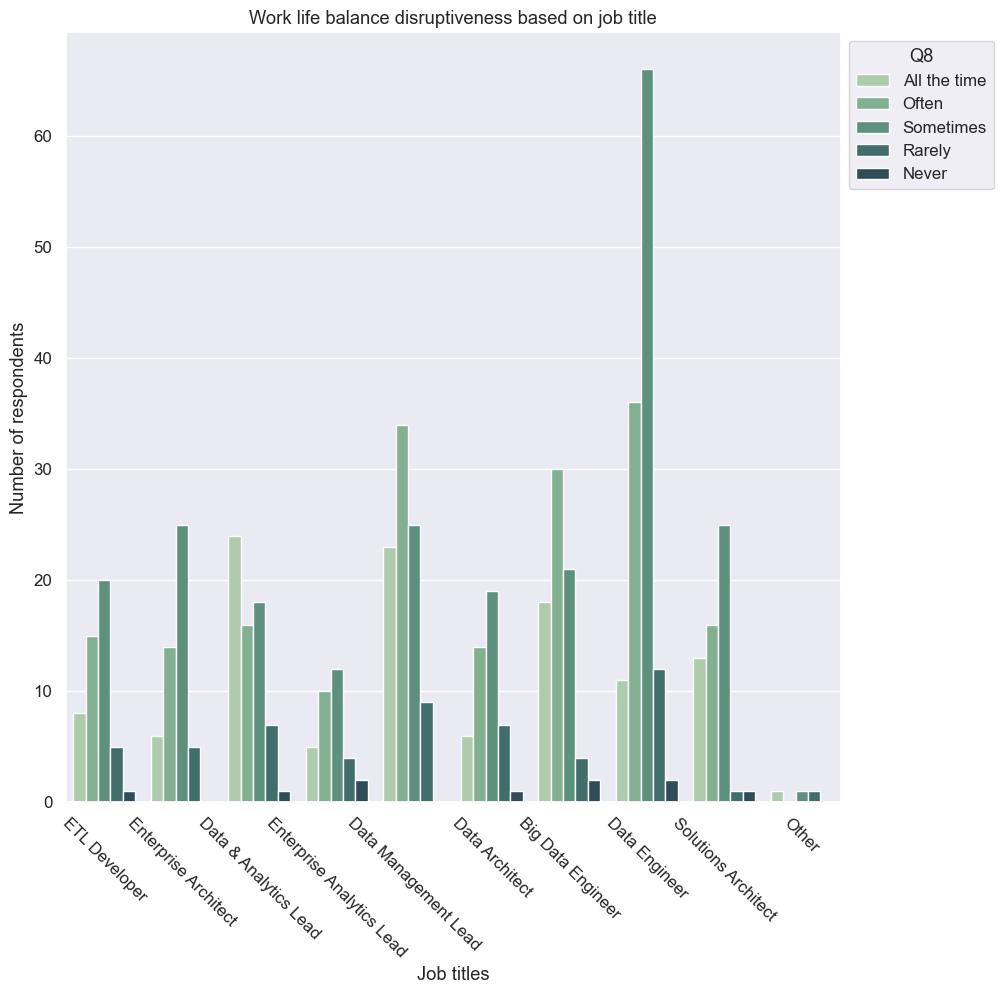 Work life balance disruptiveness based on job title
Q8
All the time
Often
Sometimes
Rarely
Never
Number of respondents
60
50
40
30
20
10
0
ETL Developer
Enterprise Architect
Data & Analytics Lead
Enterprise Analytics Lead
Data Management Lead
Data Architect
Big Data Engineer
Data Engineer
Solutions Architect
Other
Job titles